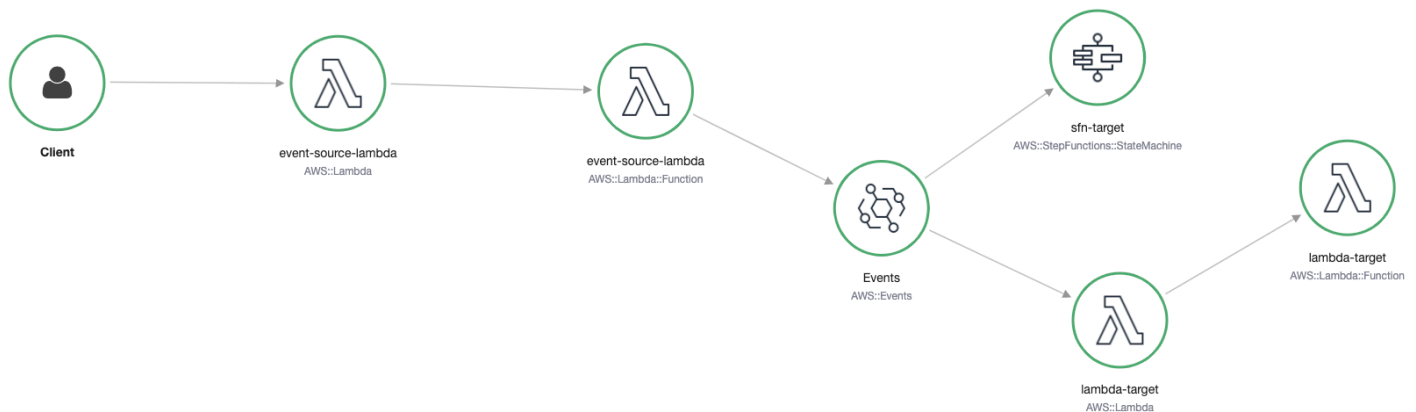 Client
event-source-lambda
AWS::Lambda
event-source-lambda
AWS::Lambda::Function
Events
AWS::Events
sfn-target
AWS::StepFunctions::StateMachine
lambda-target
AWS::Lambda
lambda-target
AWS::Lambda::Function